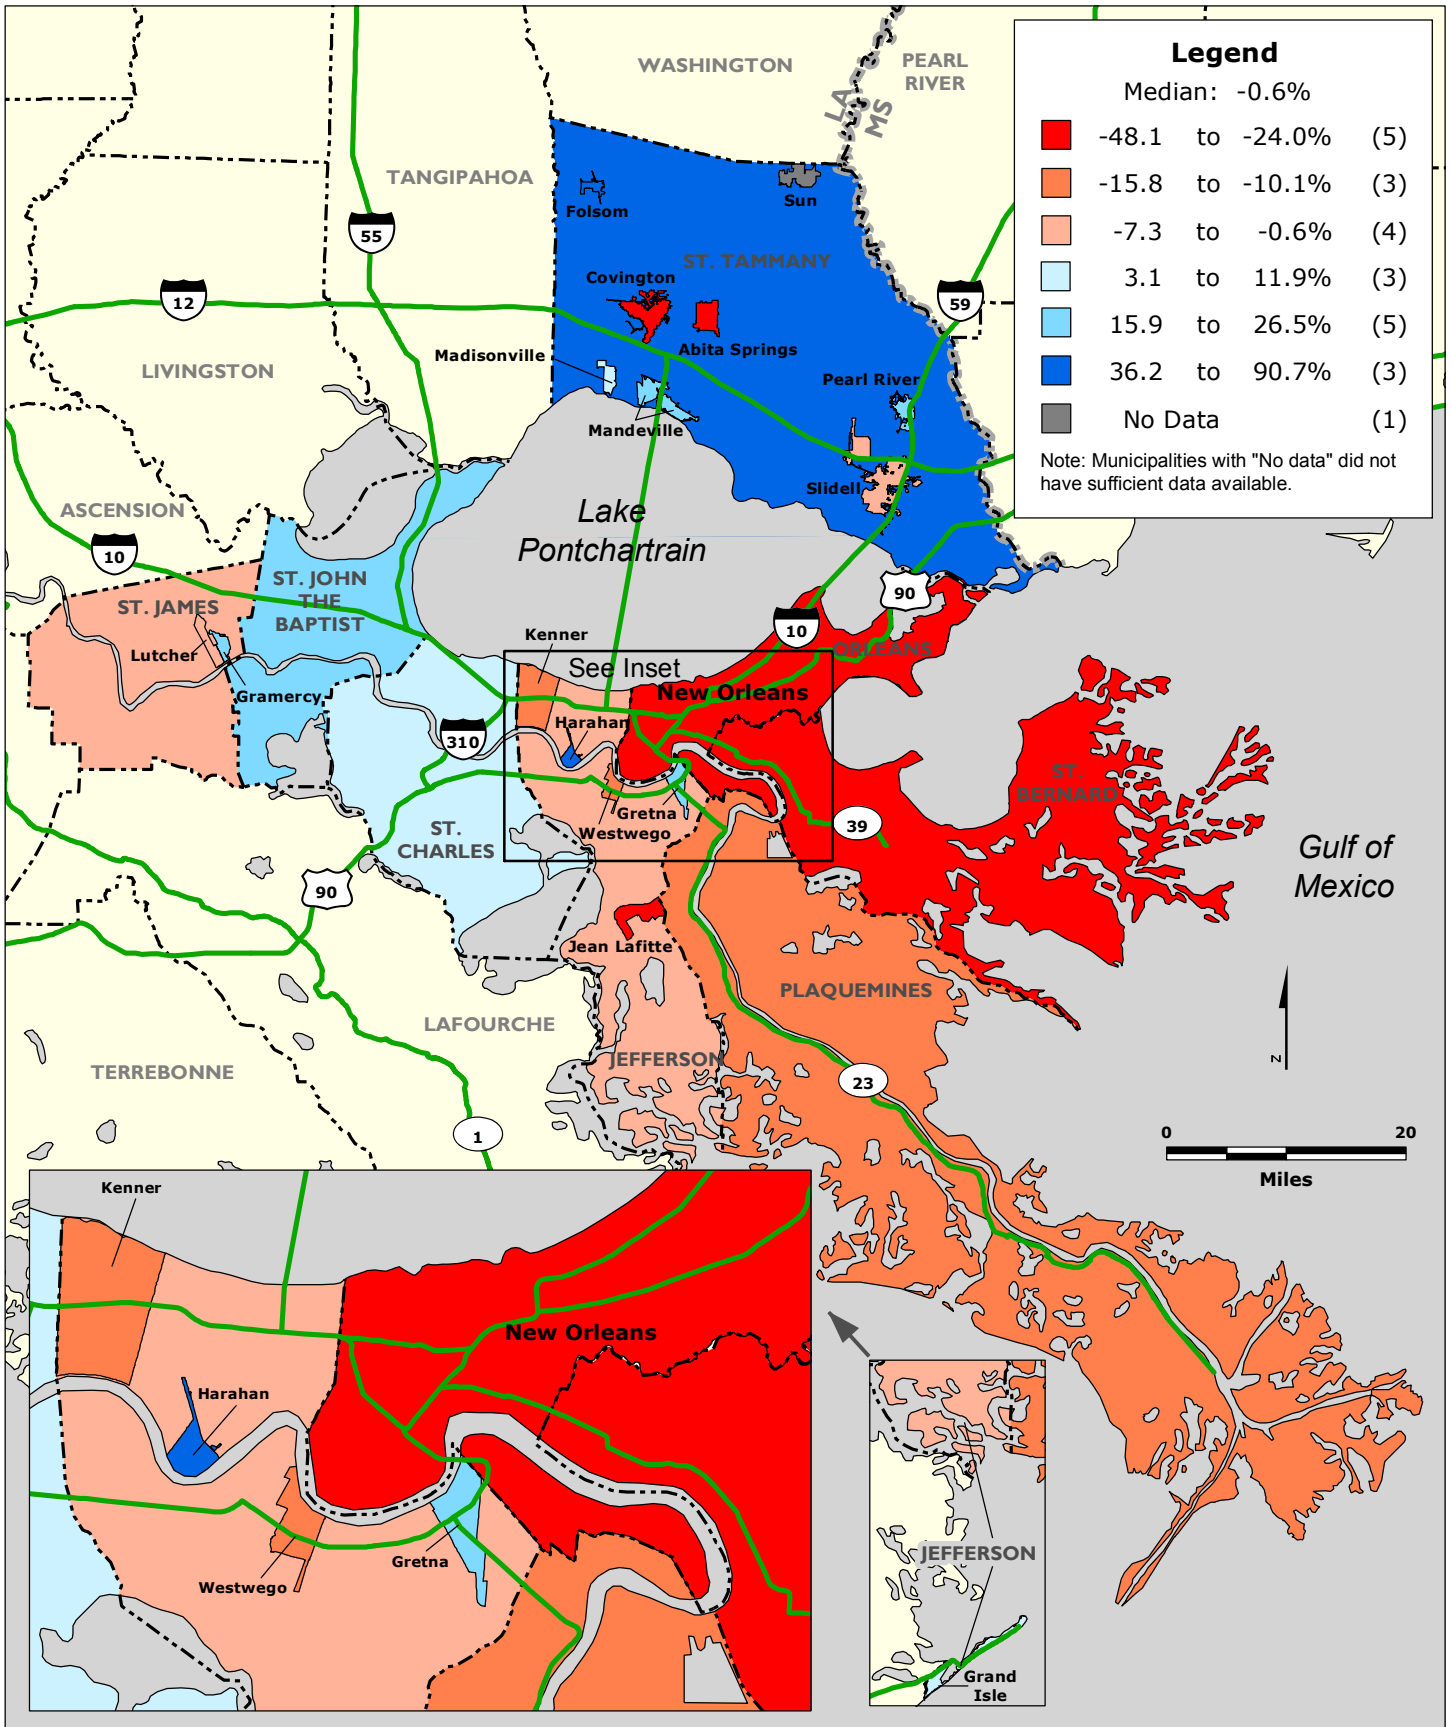 Legend
Median: -0.6%
-48.1 to -24.0% (5)
-15.8 to -10.1% (3)
-7.3 to -0.6% (4)
3.1 to 11.9% (3)
15.9 to 26.5% (5)
36.2 to 90.7% (3)
No Data (1)
Note: Municipalities with "No data" did not
have sufficient data available.
WASHINGTON
PEARL
RIVER
LA
MS
TANGIPAHOA
Folsom
Sun
55
ST. TAMMANY
Covington
12
59
Madisonville
Abita Springs
LIVINGSTON
Pearl River
Mandeville
Slidell
ASCENSION
Lake
Pontchartrain
10
ST. JOHN
THE
BAPTIST
90
ST. JAMES
10
Kenner
ORLEANS
Lutcher
See Inset
Gramercy
New Orleans
Harahan
310
ST.
BERNARD
Gretna
Westwego
39
ST.
CHARLES
Gulf of
Mexico
90
Jean Lafitte
PLAQUEMINES
LAFOURCHE
JEFFERSON
N
TERREBONNE
23
1
0 20
Miles
Kenner
New Orleans
Harahan
Gretna
Westwego
JEFFERSON
Grand
Isle